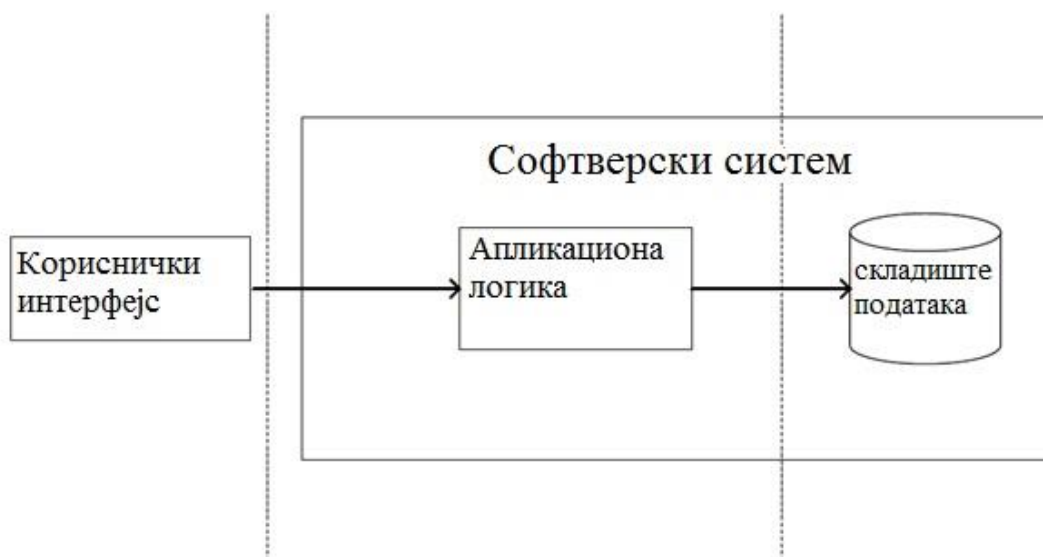 Софтверски систем
Кориснички
интерфејс
Апликациона
логика
складиште
података